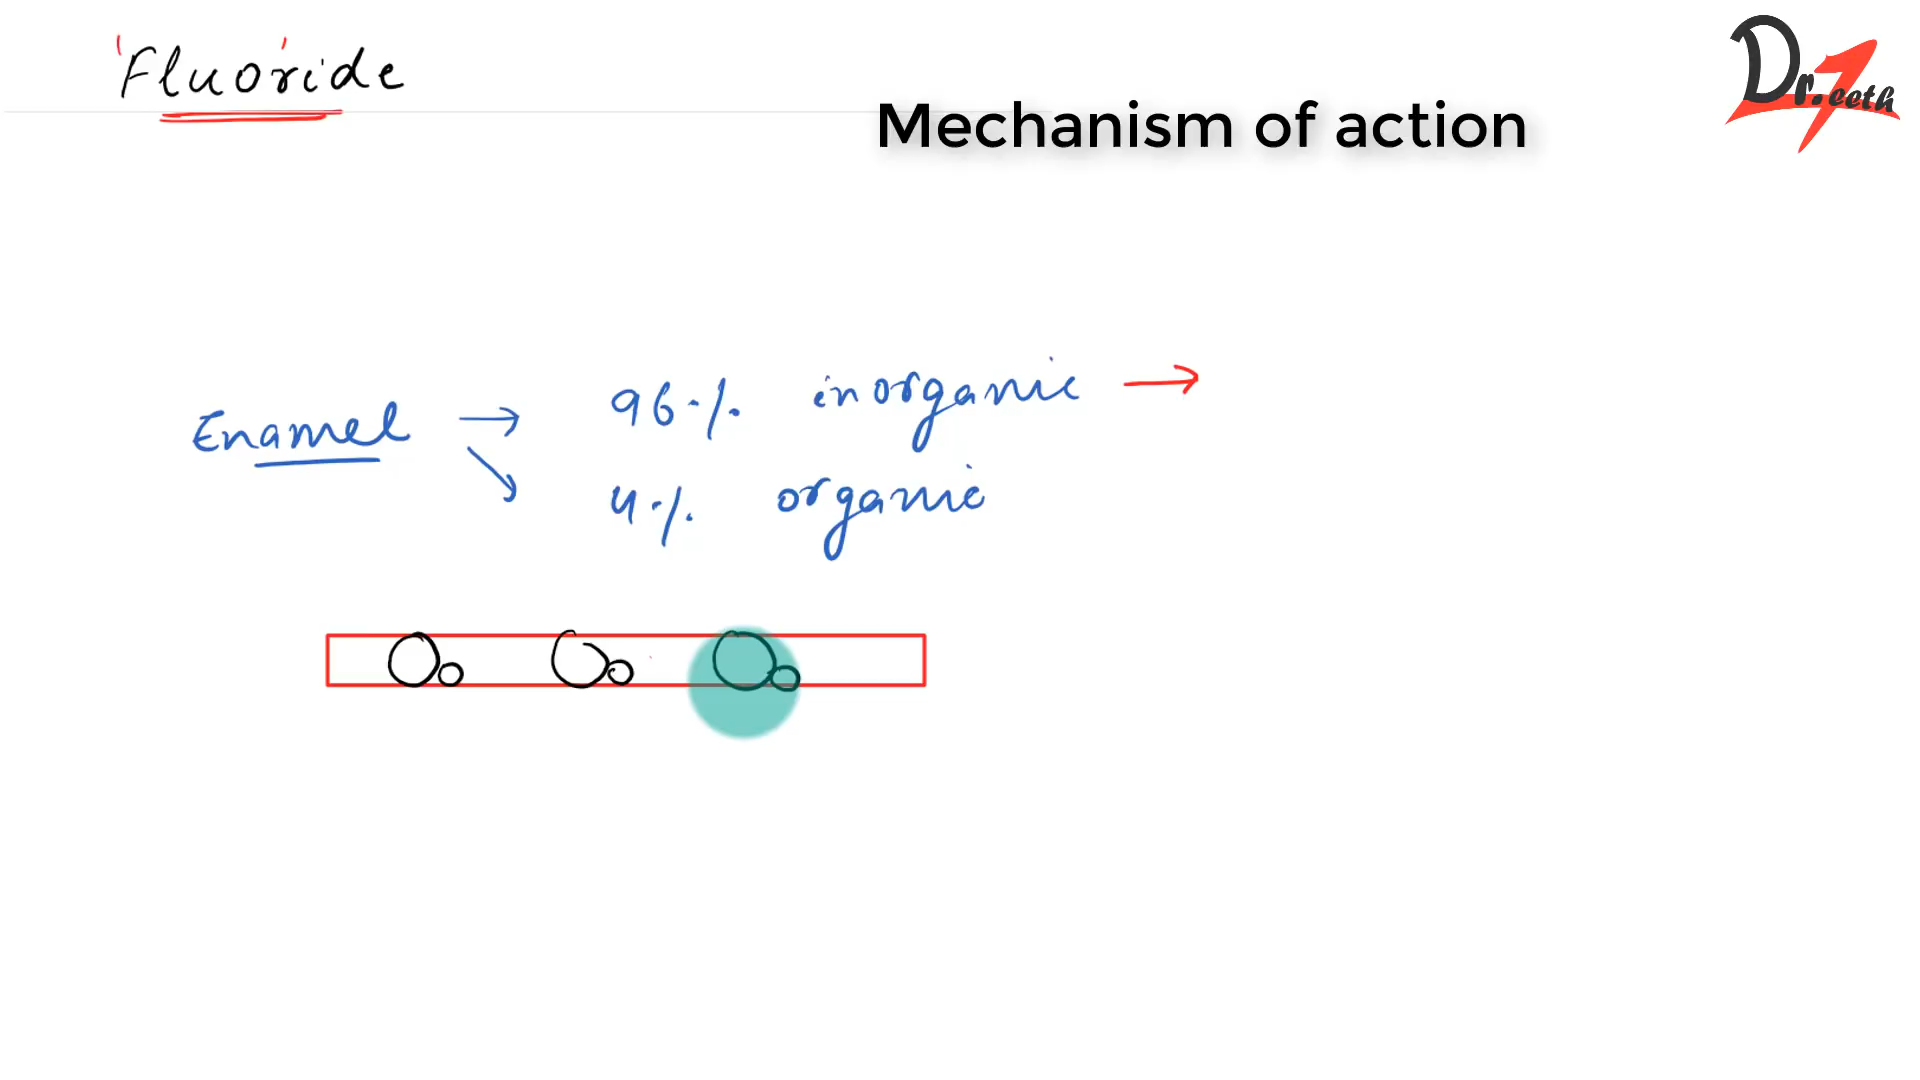 Fluoride
Mechanism of action
Dr.Teeth
Enamel → 96% inorganic →
4% organic